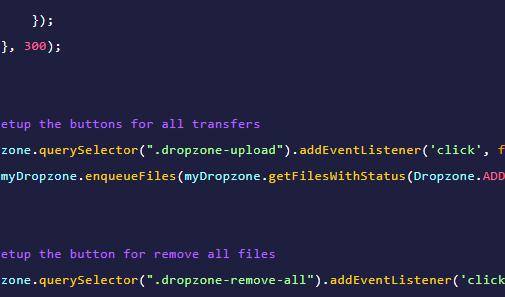 });
}, 300);
etup the buttons for all transfers
zone.querySelector(".dropzone-upload").addEventListener('click', f
myDropzone.enqueueFiles(myDropzone.getFilesWithStatus(Dropzone.ADD
etup the button for remove all files
zone.querySelector(".dropzone-remove-all").addEventListener('click